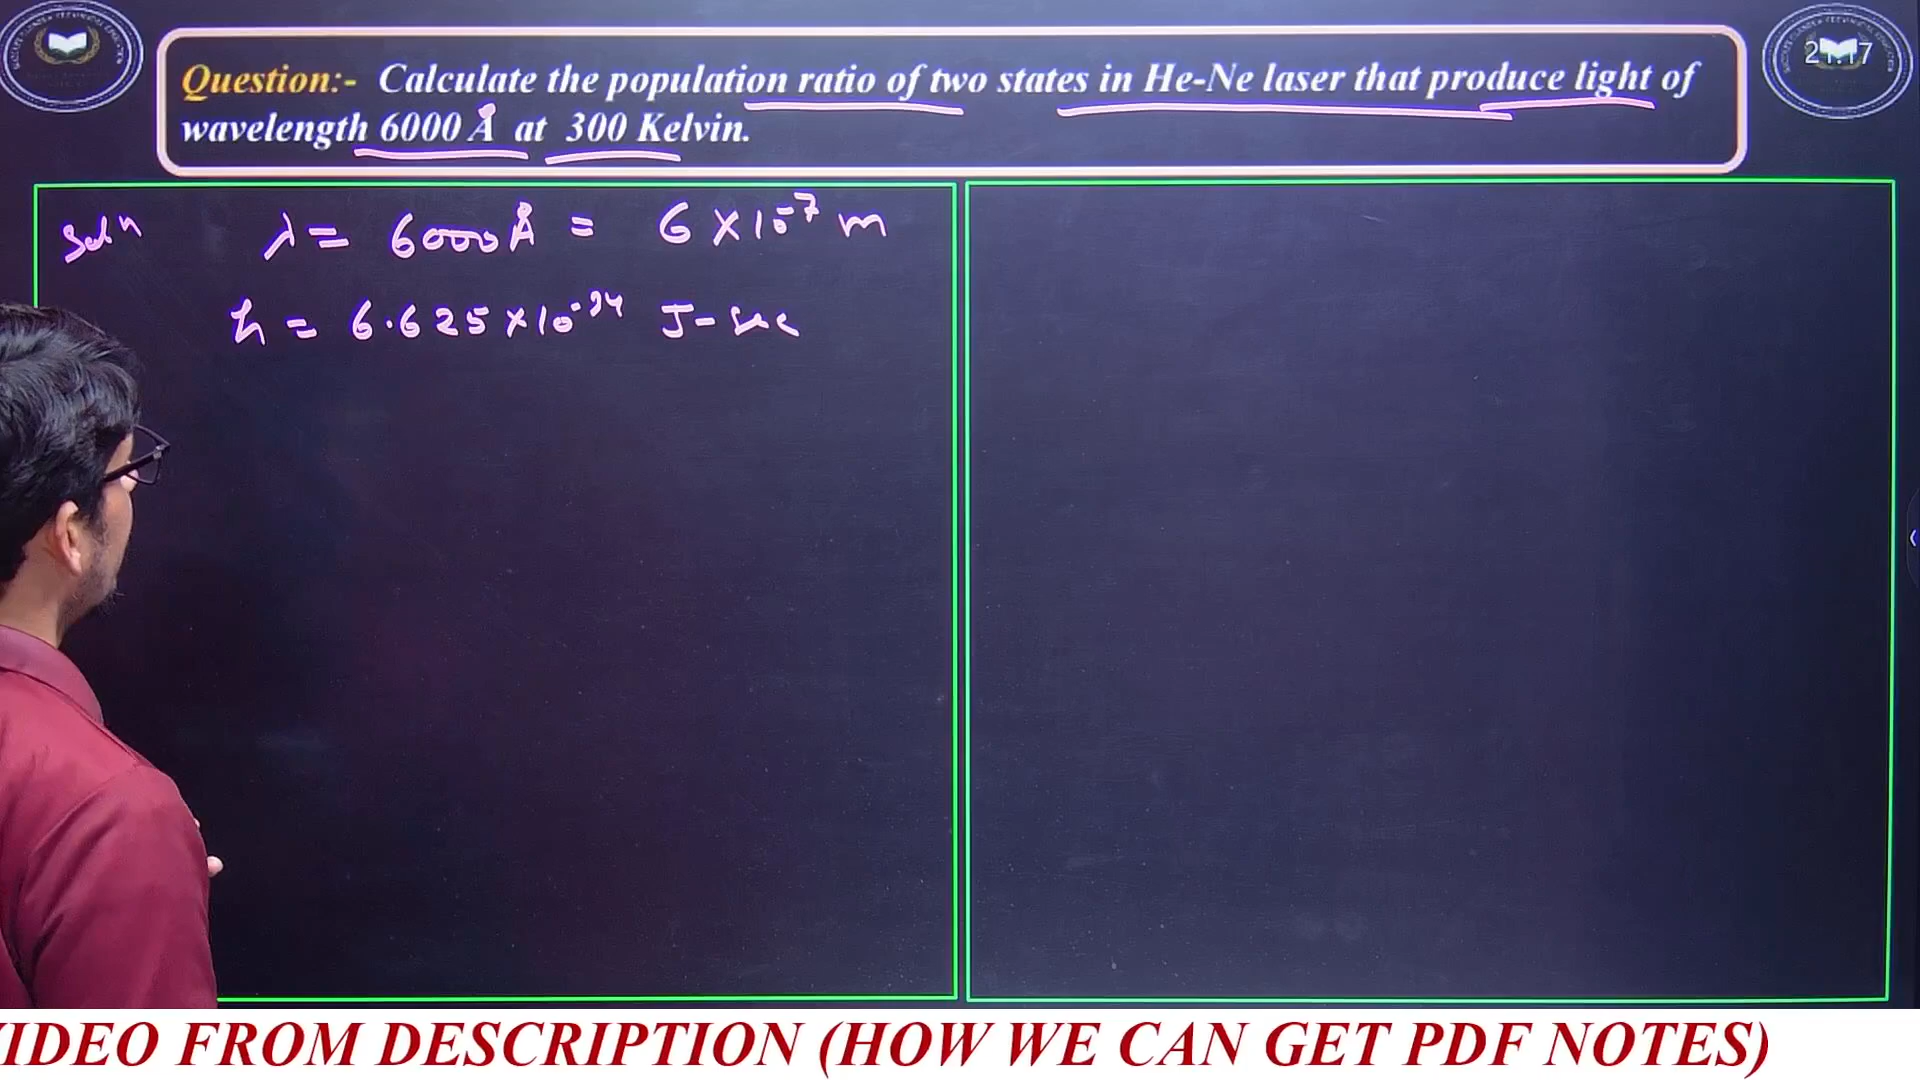 Question:- Calculate the population ratio of two states in He-Ne laser that produce light of
wavelength 6000 Å at 300 Kelvin.
21:17
Soln λ = 6000 Å = 6 × 10⁻⁷ m
h = 6.625 × 10⁻³⁴ J-sec
IDEO FROM DESCRIPTION (HOW WE CAN GET PDF NOTES)